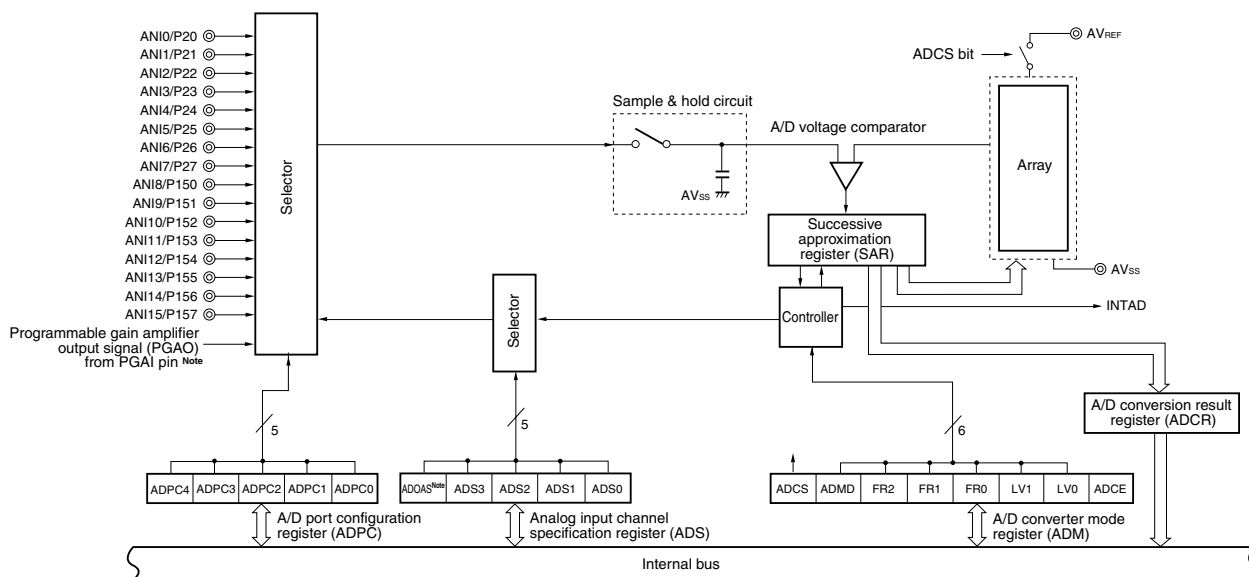 ANI0/P20
ANI1/P21
ANI2/P22
ANI3/P23
ANI4/P24
ANI5/P25
ANI6/P26
ANI7/P27
ANI8/P150
ANI9/P151
ANI10/P152
ANI11/P153
ANI12/P154
ANI13/P155
ANI14/P156
ANI15/P157
Programmable gain amplifier
output signal (PGAO)
from PGAI pin Note
Selector
Sample & hold circuit
AVSS
A/D voltage comparator
ADCS bit
AVREF
Array
AVSS
Successive
approximation
register (SAR)
Controller
INTAD
Selector
A/D conversion result
register (ADCR)
5
5
6
ADPC4 ADPC3 ADPC2 ADPC1 ADPC0
ADOAS Note ADS3 ADS2 ADS1 ADS0
ADCS ADMD FR2 FR1 FR0 LV1 LV0 ADCE
A/D port configuration
register (ADPC)
Analog input channel
specification register (ADS)
A/D converter mode
register (ADM)
Internal bus